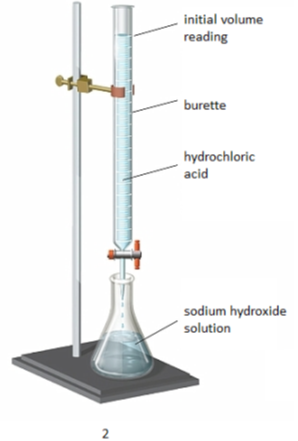 initial volume
reading
burette
hydrochloric
acid
sodium hydroxide
solution
2